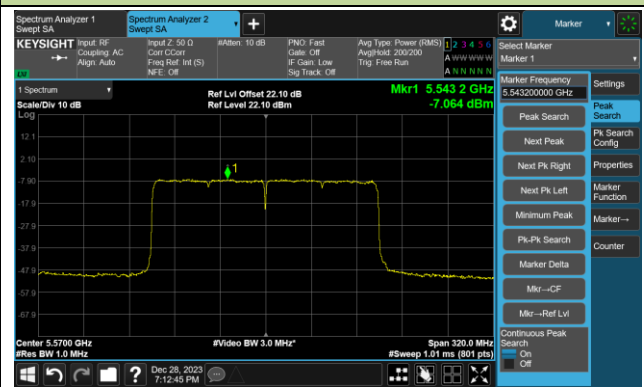 Spectrum Analyzer 1
Swept SA
Spectrum Analyzer 2
Swept SA
Marker
KEYSIGHT
Input: RF
Coupling: AC
Align: Auto
Input Z: 50 Ω
Corr CCorr
Freq Ref: Int (S)
NFE: Off
#Atten: 10 dB
PNO: Fast
Gate: Off
IF Gain: Low
Sig Track: Off
Avg Type: Power (RMS)
Avg|Hold: 200/200
Trig: Free Run
1 2 3 4 5 6
A W W W W W
A N N N N N
Select Marker
Marker 1
1 Spectrum
Scale/Div 10 dB
Log
Ref Lvl Offset 22.10 dB
Ref Level 22.10 dBm
Mkr1 5.543 2 GHz
-7.064 dBm
12.1
2.10
-7.90
-17.9
-27.9
-37.9
-47.9
-57.9
-67.9
1
Center 5.5700 GHz
#Res BW 1.0 MHz
#Video BW 3.0 MHz*
Span 320.0 MHz
#Sweep 1.01 ms (801 pts)
Marker Frequency
5.543200000 GHz
Peak Search
Next Peak
Next Pk Right
Next Pk Left
Minimum Peak
Pk-Pk Search
Marker Delta
Mkr→CF
Mkr→Ref Lvl
Continuous Peak
Search
On
Off
Settings
Peak
Search
Pk Search
Config
Properties
Marker
Function
Marker→
Counter
Dec 28, 2023
7:12:45 PM